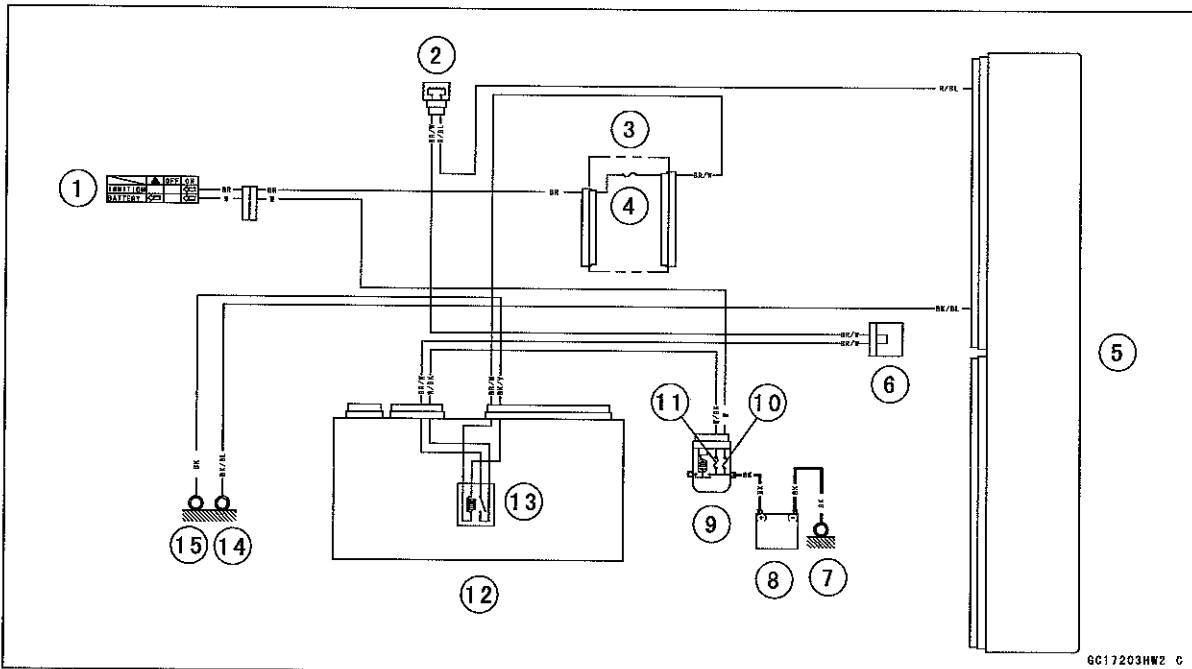 2
R/BL
3
BR/W
R/BL
1
OFF ON
IGNITION
BATTERY
BR BR
W W
BR
BR/W
4
BK/BL
5
BR/W
BR/W
6
BR/W
R/BK
BR/W
BK/Y
11 10
W
BK
BK
BK/BL
13
9
BK
BK
BK
15 14
8 7
12
GC17203HW2 C